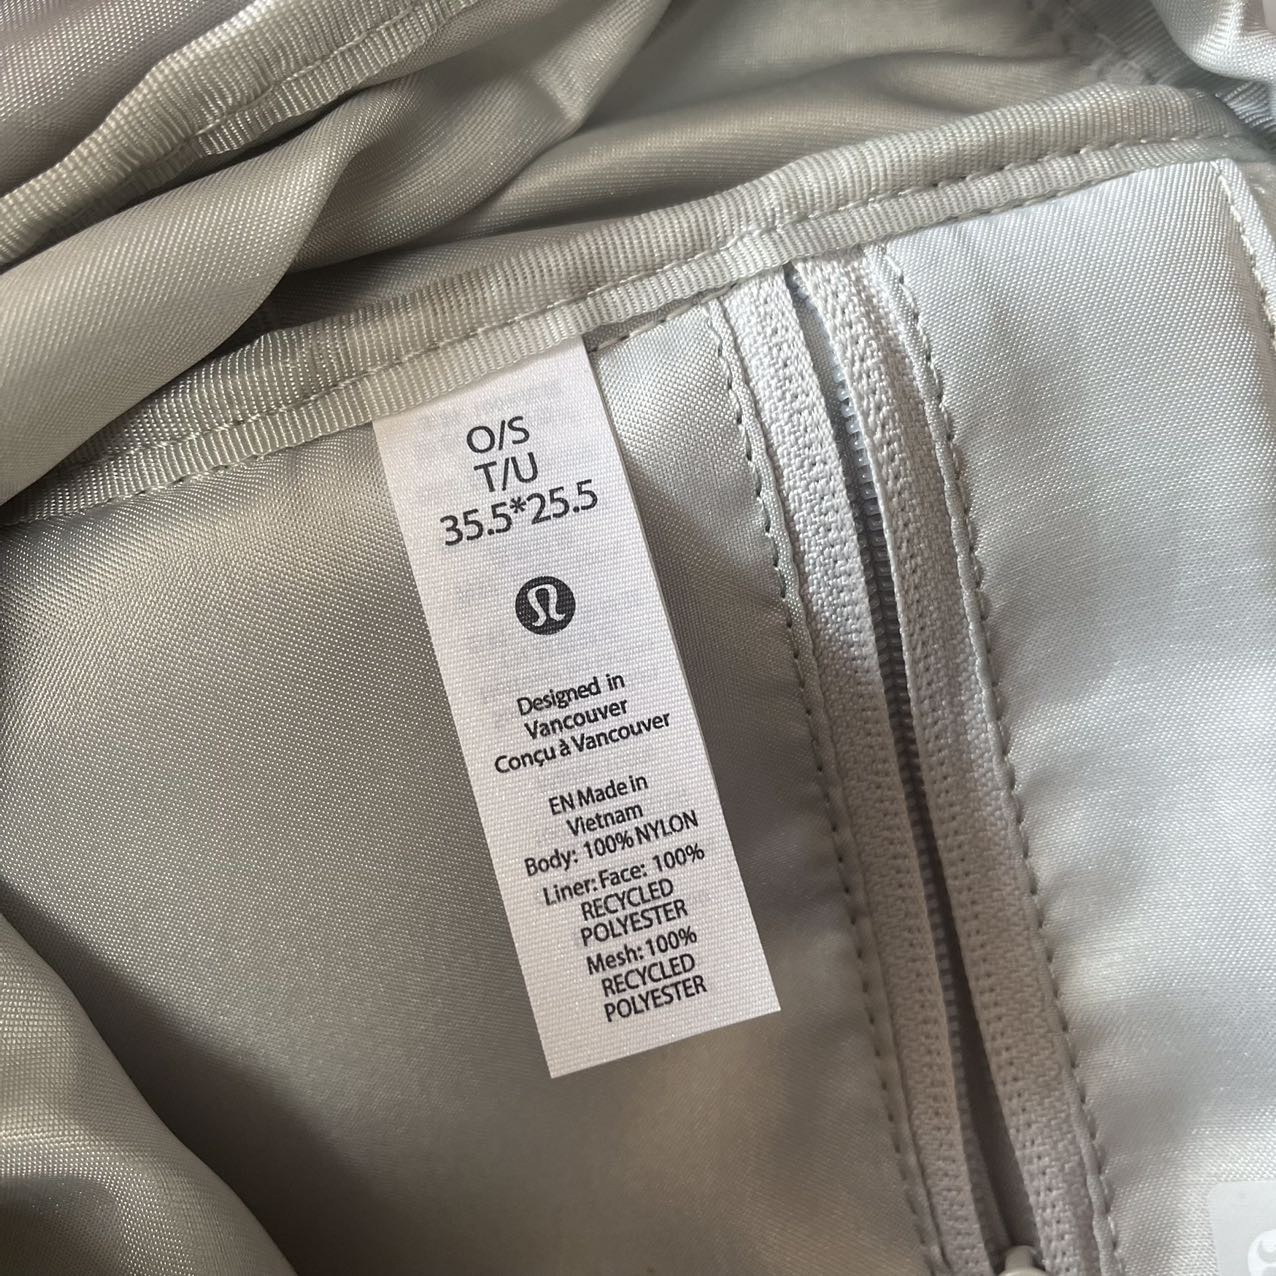 O/S
T/U
35.5*25.5
Designed in
Vancouver
Conçu à Vancouver
EN Made in
Vietnam
Body: 100% NYLON
Liner: Face: 100%
RECYCLED
POLYESTER
Mesh: 100%
RECYCLED
POLYESTER